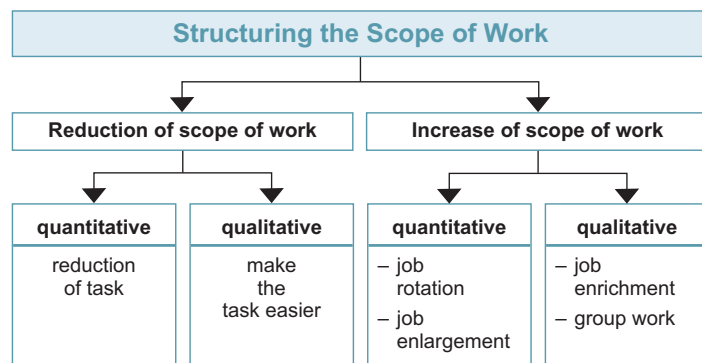 Structuring the Scope of Work
Reduction of scope of work
Increase of scope of work
quantitative
reduction
of task
qualitative
make
the
task easier
quantitative
– job
rotation
– job
enlargement
qualitative
– job
enrichment
– group work